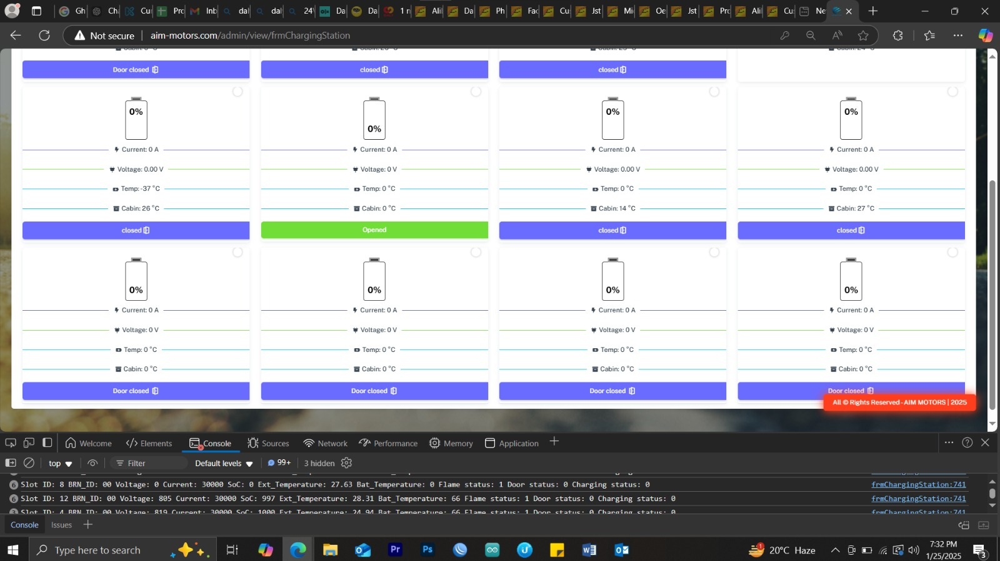 Gh
Ch
Cu
Pro
Inb
dal
dal
24\
Da
Da
1 n
Ali
Da
Ph
Fac
Cu
Jst
Mi
Oe
Jst
Pro
Ali
Cu
Ne
Not secure aim-motors.com/admin/view/frmChargingStation
Door closed
closed
closed
0%
0%
0%
0%
Current: 0 A
Current: 0 A
Current: 0 A
Current: 0 A
Voltage: 0.00 V
Voltage: 0 V
Voltage: 0.00 V
Voltage: 0.00 V
Temp: -37 °C
Temp: 0 °C
Temp: 0 °C
Temp: 0 °C
Cabin: 26 °C
Cabin: 0 °C
Cabin: 14 °C
Cabin: 27 °C
closed
Opened
closed
closed
0%
0%
0%
0%
Current: 0 A
Current: 0 A
Current: 0 A
Current: 0 A
Voltage: 0 V
Voltage: 0 V
Voltage: 0 V
Voltage: 0 V
Temp: 0 °C
Temp: 0 °C
Temp: 0 °C
Temp: 0 °C
Cabin: 0 °C
Cabin: 0 °C
Cabin: 0 °C
Cabin: 0 °C
Door closed
Door closed
Door closed
Door closed
All © Rights Reserved - AIM MOTORS | 2025
Welcome
Elements
Console
Sources
Network
Performance
Memory
Application
top
Filter
Default levels
99+
3 hidden
6 Slot ID: 8 BRN_ID: 00 Voltage: 0 Current: 30000 SoC: 0 Ext_Temperature: 27.63 Bat_Temperature: 0 Flame status: 1 Door status: 0 Charging status: 0 frmChargingStation:741
6 Slot ID: 12 BRN_ID: 00 Voltage: 805 Current: 30000 SoC: 997 Ext_Temperature: 28.31 Bat_Temperature: 66 Flame status: 1 Door status: 0 Charging status: 0 frmChargingStation:741
Slot ID: 4 BRN_ID: 00 Voltage: 819 Current: 30000 SoC: 1000 Ext_Temperature: 24.94 Bat_Temperature: 66 Flame status: 1 Door status: 0 Charging status: 0 frmChargingStation:741
Console
Issues
Type here to search
Pr
Ps
1
20°C Haze
7:32 PM
1/25/2025
3